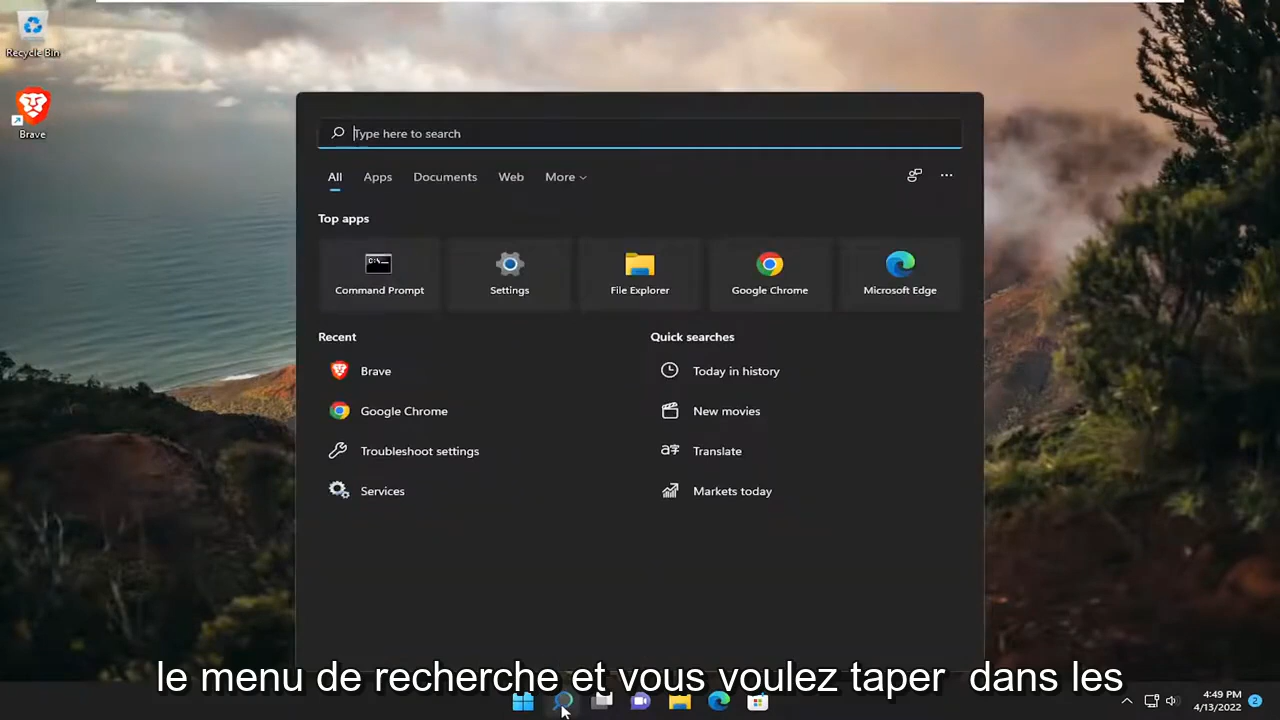 Recycle Bin
Brave
Type here to search
All Apps Documents Web More
Top apps
Command Prompt Settings File Explorer Google Chrome Microsoft Edge
Recent
Brave
Google Chrome
Troubleshoot settings
Services
Quick searches
Today in history
New movies
Translate
Markets today
le menu de recherche et vous voulez taper dans les
4:49 PM
4/13/2022
2